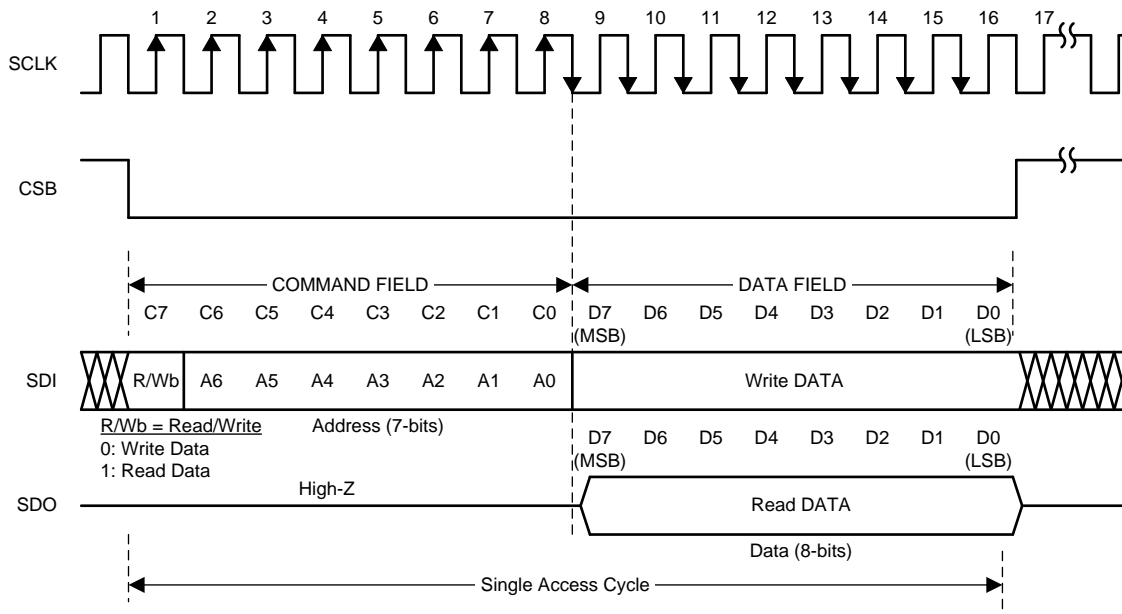 1 2 3 4 5 6 7 8 9 10 11 12 13 14 15 16 17
SCLK
CSB
COMMAND FIELD DATA FIELD
C7 C6 C5 C4 C3 C2 C1 C0 D7 D6 D5 D4 D3 D2 D1 D0
(MSB) (LSB)
SDI R/Wb A6 A5 A4 A3 A2 A1 A0 Write DATA
R/Wb = Read/Write Address (7-bits) D7 D6 D5 D4 D3 D2 D1 D0
0: Write Data (MSB) (LSB)
1: Read Data
High-Z
SDO Read DATA
Data (8-bits)
Single Access Cycle